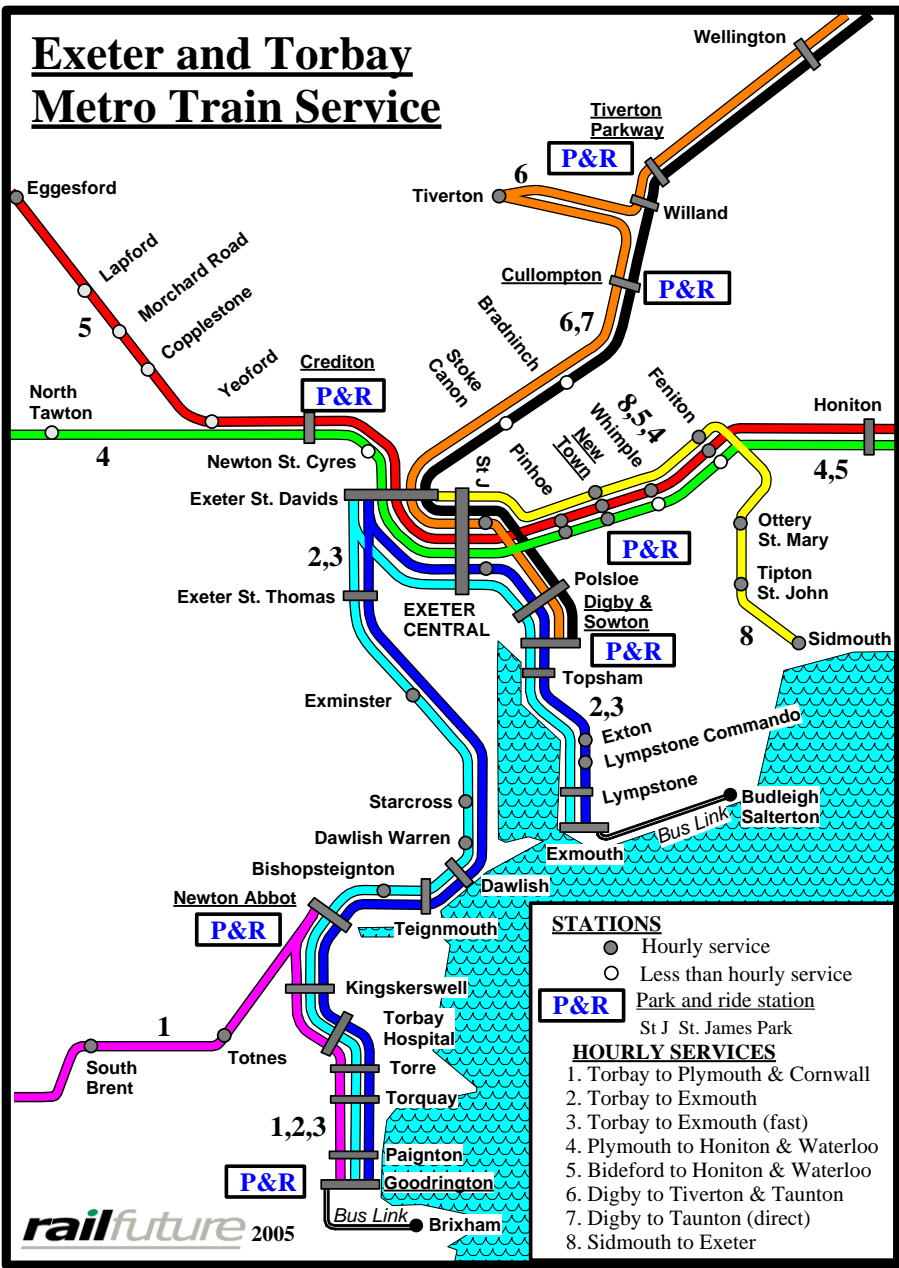 Exeter and Torbay
Metro Train Service
Wellington
Tiverton
Parkway
P&R
6
Tiverton
Willand
Eggesford
Cullompton
P&R
Lapford
Morchard Road
Copplestone
5
6,7
Bradninch
Stoke
Canon
Yeoford
Crediton
P&R
North
Tawton
4
Newton St. Cyres
Feniton
8,5,4
Whimple
New
Town
Pinhoe
St J
Honiton
4,5
Exeter St. Davids
P&R
Ottery
St. Mary
2,3
Polsloe
Tipton
St. John
Exeter St. Thomas
EXETER
CENTRAL
Digby &
Sowton
P&R
8
Sidmouth
Topsham
Exminster
2,3
Exton
Lympstone Commando
Starcross
Lympstone
Budleigh
Salterton
Bus Link
Dawlish Warren
Exmouth
Bishopsteignton
Dawlish
Newton Abbot
P&R
Teignmouth
Kingskerswell
1
Torbay
Hospital
Totnes
South
Brent
Torre
Torquay
1,2,3
Paignton
P&R
Goodrington
Bus Link
Brixham
railfuture 2005
STATIONS
Hourly service
Less than hourly service
P&R Park and ride station
St J St. James Park
HOURLY SERVICES
1. Torbay to Plymouth & Cornwall
2. Torbay to Exmouth
3. Torbay to Exmouth (fast)
4. Plymouth to Honiton & Waterloo
5. Bideford to Honiton & Waterloo
6. Digby to Tiverton & Taunton
7. Digby to Taunton (direct)
8. Sidmouth to Exeter